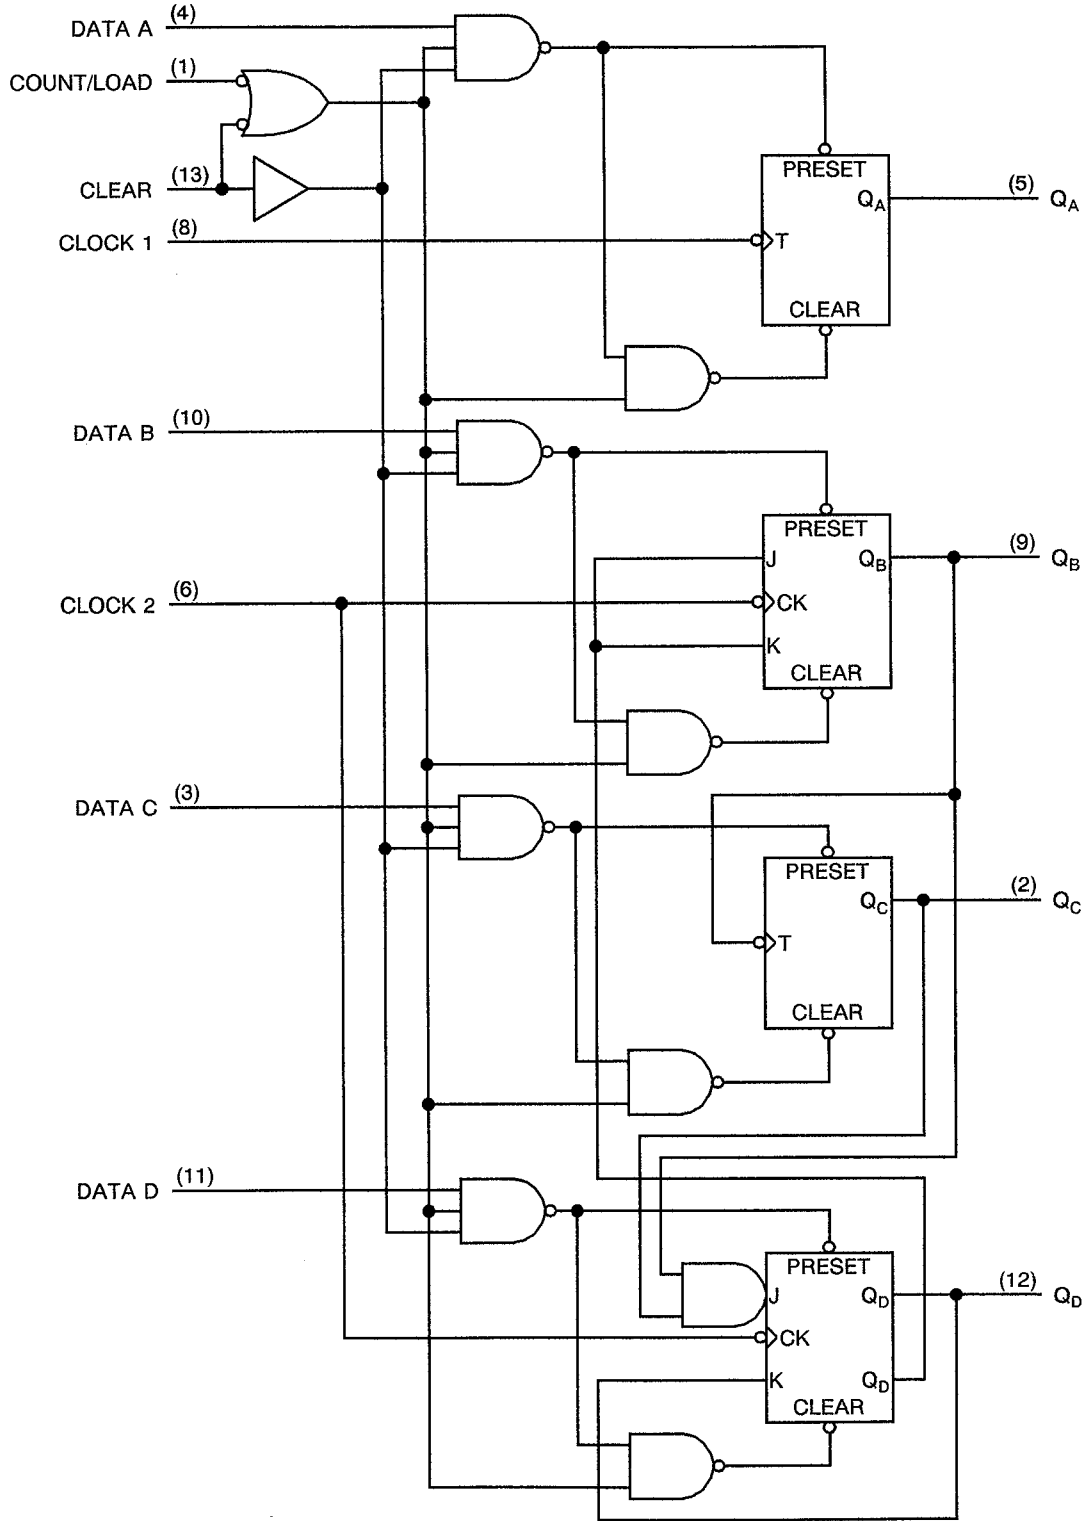 DATA A (4)
COUNT/LOAD (1)
CLEAR (13)
CLOCK 1 (8)
PRESET
QA (5) QA
T
CLEAR
DATA B (10)
PRESET
J QB (9) QB
CLOCK 2 (6) CK
K
CLEAR
DATA C (3)
PRESET
QC (2) QC
T
CLEAR
DATA D (11)
PRESET
J QD (12) QD
CK
K QD
CLEAR